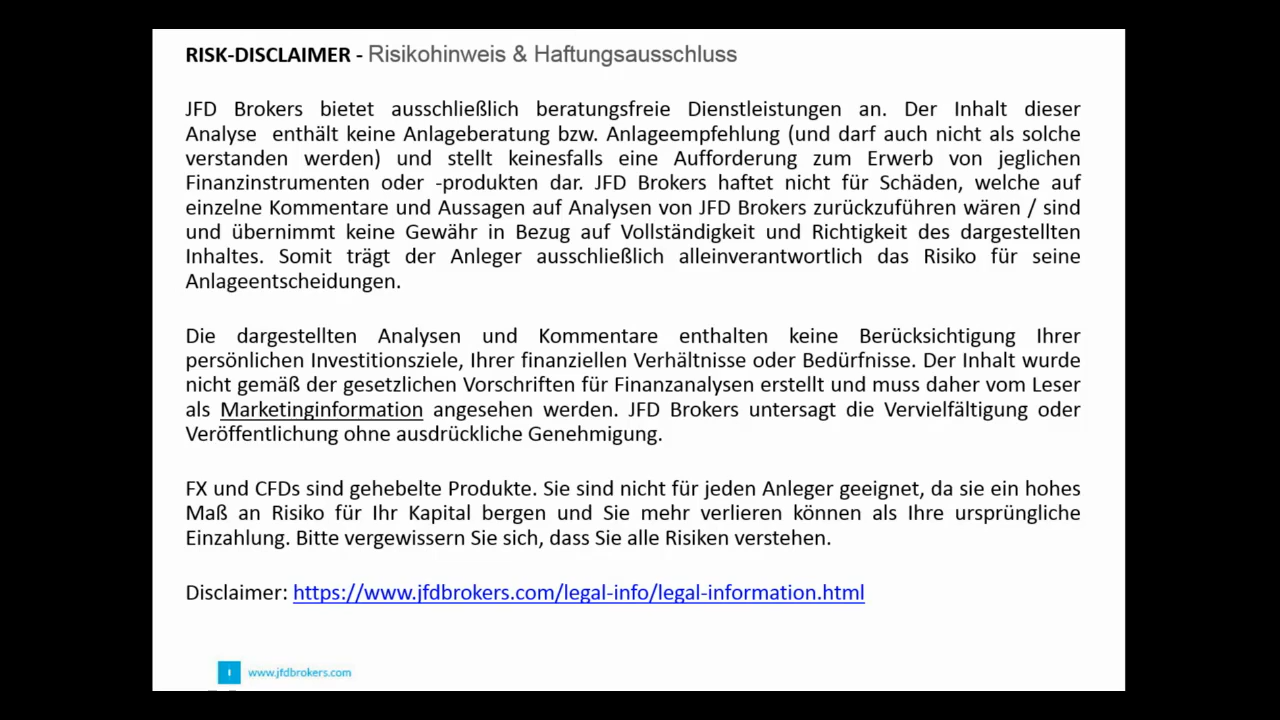 RISK-DISCLAIMER - Risikohinweis & Haftungsausschluss
JFD Brokers bietet ausschließlich beratungsfreie Dienstleistungen an. Der Inhalt dieser
Analyse enthält keine Anlageberatung bzw. Anlageempfehlung (und darf auch nicht als solche
verstanden werden) und stellt keinesfalls eine Aufforderung zum Erwerb von jeglichen
Finanzinstrumenten oder -produkten dar. JFD Brokers haftet nicht für Schäden, welche auf
einzelne Kommentare und Aussagen auf Analysen von JFD Brokers zurückzuführen wären / sind
und übernimmt keine Gewähr in Bezug auf Vollständigkeit und Richtigkeit des dargestellten
Inhaltes. Somit trägt der Anleger ausschließlich alleinverantwortlich das Risiko für seine
Anlageentscheidungen.
Die dargestellten Analysen und Kommentare enthalten keine Berücksichtigung Ihrer
persönlichen Investitionsziele, Ihrer finanziellen Verhältnisse oder Bedürfnisse. Der Inhalt wurde
nicht gemäß der gesetzlichen Vorschriften für Finanzanalysen erstellt und muss daher vom Leser
als Marketinginformation angesehen werden. JFD Brokers untersagt die Vervielfältigung oder
Veröffentlichung ohne ausdrückliche Genehmigung.
FX und CFDs sind gehebelte Produkte. Sie sind nicht für jeden Anleger geeignet, da sie ein hohes
Maß an Risiko für Ihr Kapital bergen und Sie mehr verlieren können als Ihre ursprüngliche
Einzahlung. Bitte vergewissern Sie sich, dass Sie alle Risiken verstehen.
Disclaimer: https://www.jfdbrokers.com/legal-info/legal-information.html
www.jfdbrokers.com